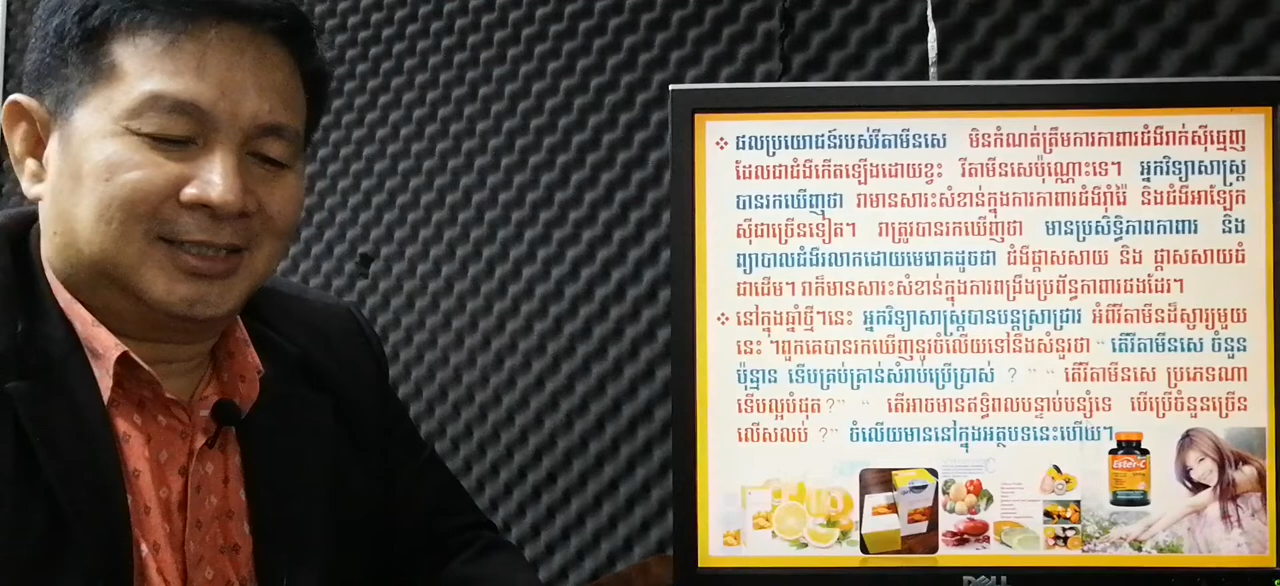 ❖ ផលប្រយោជន៍របស់វីតាមីនសេ មិនកំណត់ត្រឹមការការពារជំងឺរាក់ស៊ីធ្មេញ
ដែលជាជំងឺកើតឡើងដោយខ្វះ វីតាមីនសេប៉ុណ្ណោះទេ។ អ្នកវិទ្យាសាស្ត្រ
បានរកឃើញថា វាមានសារៈសំខាន់ក្នុងការការពារជំងឺរ៉ាំរ៉ៃ និងជំងឺអាឡែក
ស៊ីជាច្រើនទៀត។ វាត្រូវបានរកឃើញថា មានប្រសិទ្ធិភាពការពារ និង
ព្យាបាលជំងឺរលាកដោយមេរោគដូចជា ជំងឺផ្តាសសាយ និង ផ្តាសសាយធំ
ជាដើម។ វាក៏មានសារៈសំខាន់ក្នុងការពង្រឹងប្រព័ន្ធការពារផងដែរ។
❖ នៅក្នុងឆ្នាំថ្មីៗនេះ អ្នកវិទ្យាសាស្ត្របានបន្តស្រាវជ្រាវ អំពីវីតាមីនដ៏ស្ចារ្យមួយ
នេះ ។ពួកគេបានរកឃើញនូវចំលើយទៅនឹងសំនួរថា “ តើវីតាមីនសេ ចំនួន
ប៉ុន្មាន ទើបគ្រប់គ្រាន់សំរាប់ប្រើប្រាស់ ? ” “ តើវីតាមីនសេ ប្រភេទណា
ទើបល្អបំផុត ?” “ តើអាចមានឥទ្ធិពលបន្ទាប់បន្សំទេ បើប្រើចំនួនច្រើន
លើសលប់ ?” ចំលើយមាននៅក្នុងអត្ថបទនេះហើយ។
Ester-C
DELL